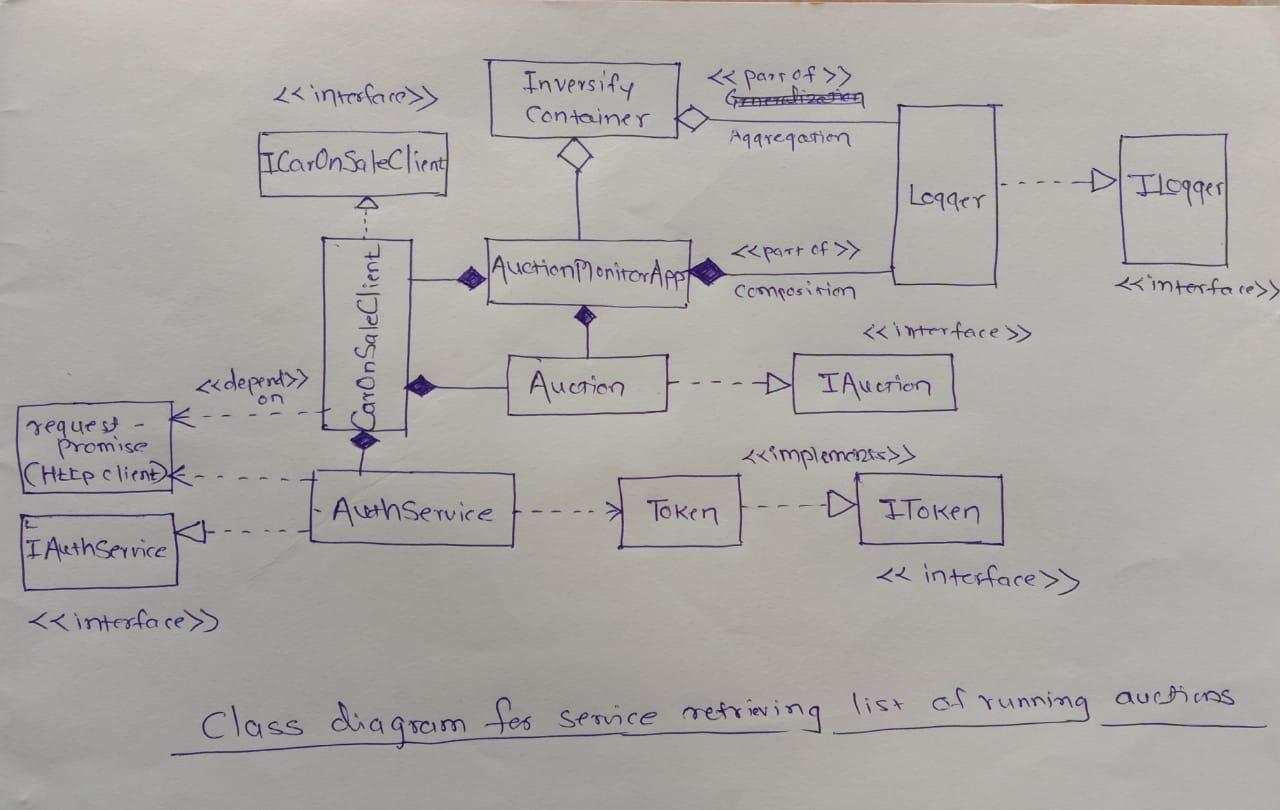 <<interface>>
ICarOnSaleClient
Inversify
Container
<<part of>>
Generalization
Aggregation
Logger
ILogger
<<interface>>
CarOnSaleClient
AuctionMonitorApp
<<part of>>
composition
<<interface>>
Auction
IAuction
<<depend>>
on
request -
promise
(Http client)
<<implements>>
AuthService
Token
IToken
<<interface>>
IAuthService
<<interface>>
Class diagram for service retrieving list of running auctions